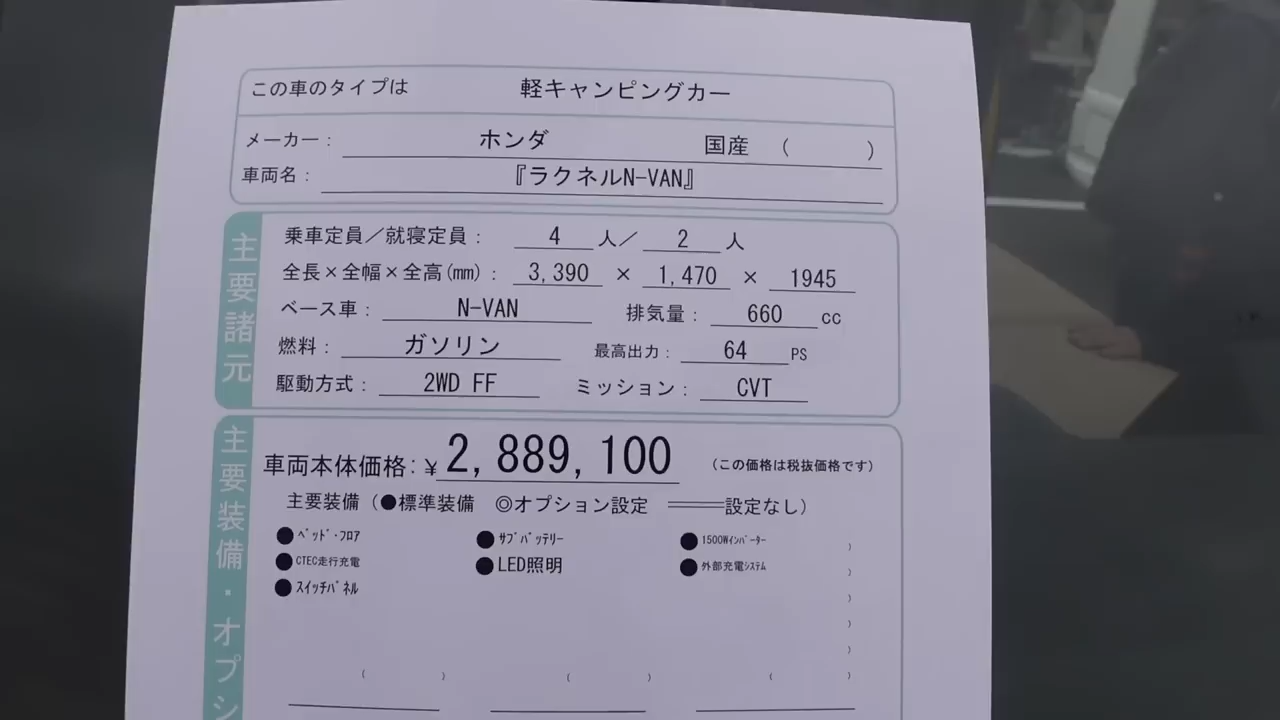 この車のタイプは 軽キャンピングカー
メーカー： ホンダ 国産 （ ）
車両名： 『ラクネルN-VAN』
主要諸元
乗車定員／就寝定員： 4 人／ 2 人
全長×全幅×全高(mm)： 3,390 × 1,470 × 1945
ベース車： N-VAN 排気量： 660 cc
燃料： ガソリン 最高出力： 64 PS
駆動方式： 2WD FF ミッション： CVT
主要装備・オプシ
車両本体価格：￥2,889,100 （この価格は税抜価格です）
主要装備（●標準装備 ◎オプション設定 ＝＝設定なし）
●ﾍﾞｯﾄﾞ・ﾌﾛｱ ●ｻﾌﾞﾊﾞｯﾃﾘｰ ●1500Wｲﾝﾊﾞｰﾀｰ ）
●CTEC走行充電 ●LED照明 ●外部充電ｼｽﾃﾑ ）
●ｽｲｯﾁﾊﾟﾈﾙ ）
）
）
（ ） （ ） （ ）